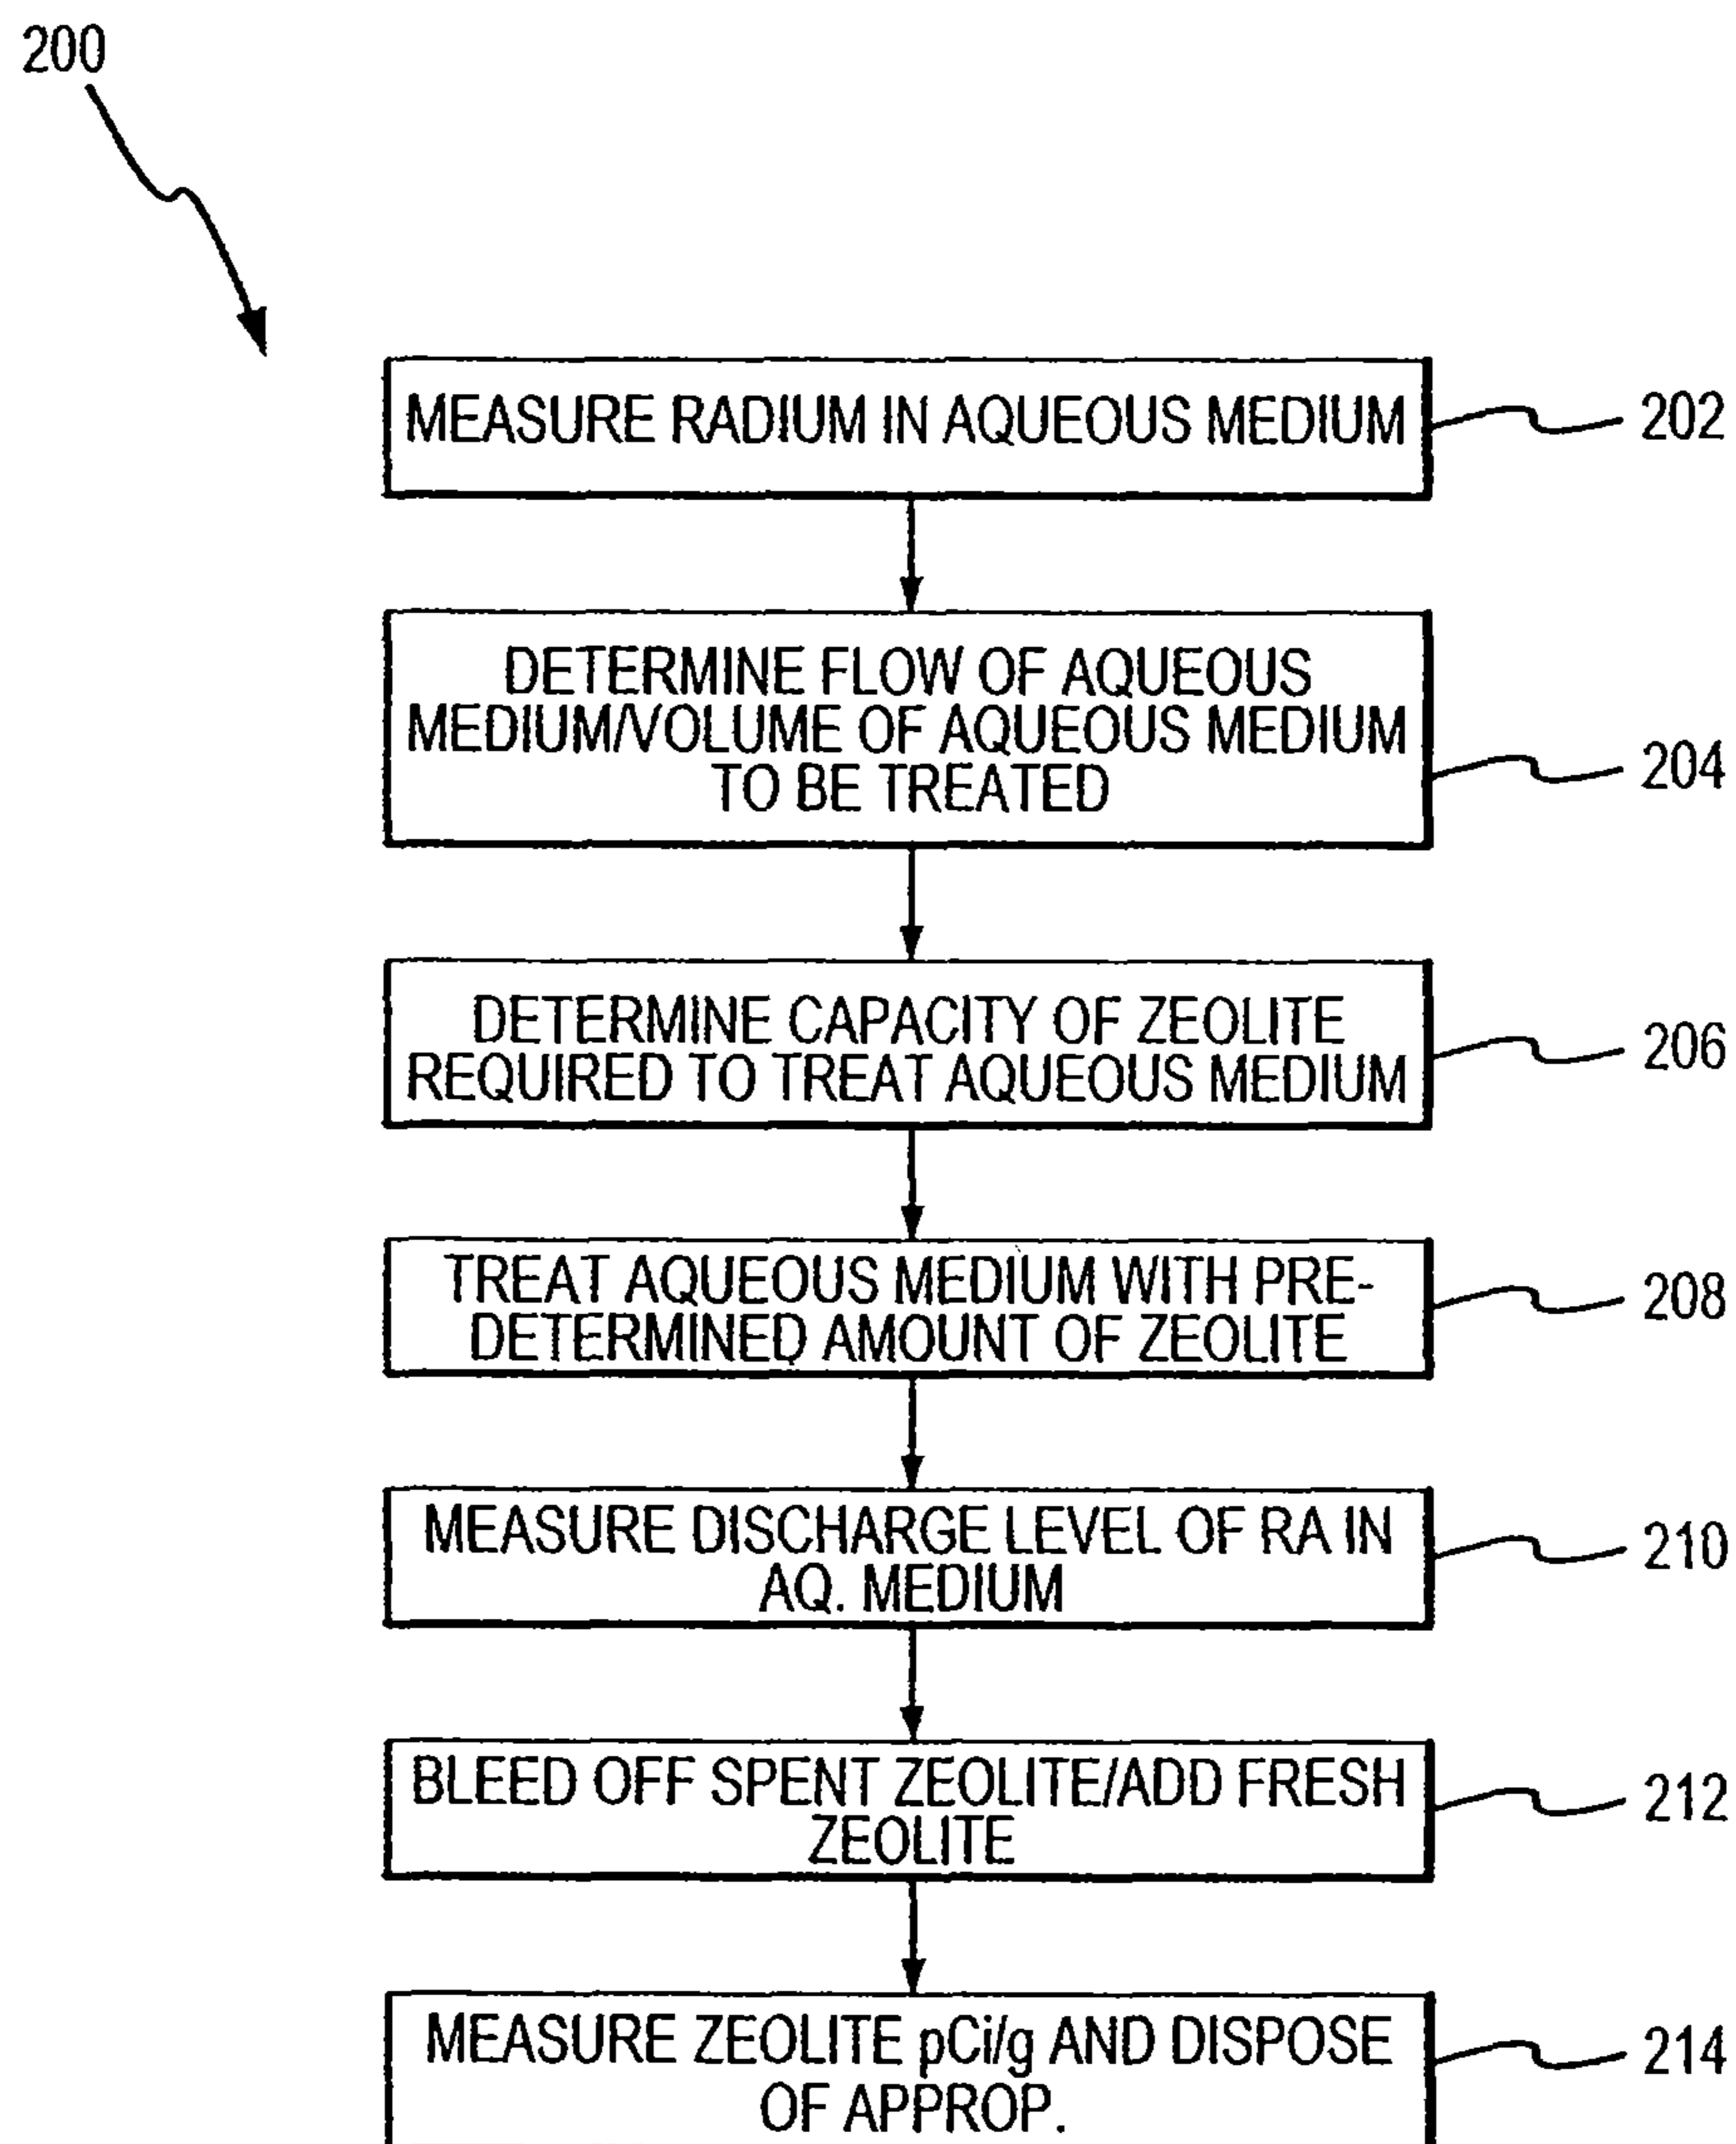 200
MEASURE RADIUM IN AQUEOUS MEDIUM
202
DETERMINE FLOW OF AQUEOUS
MEDIUM/VOLUME OF AQUEOUS MEDIUM
TO BE TREATED
204
DETERMINE CAPACITY OF ZEOLITE
REQUIRED TO TREAT AQUEOUS MEDIUM
206
TREAT AQUEOUS MEDIUM WITH PRE-
DETERMINED AMOUNT OF ZEOLITE
208
MEASURE DISCHARGE LEVEL OF RA IN
AQ. MEDIUM
210
BLEED OFF SPENT ZEOLITE/ADD FRESH
ZEOLITE
212
MEASURE ZEOLITE pCi/g AND DISPOSE
OF APPROP.
214